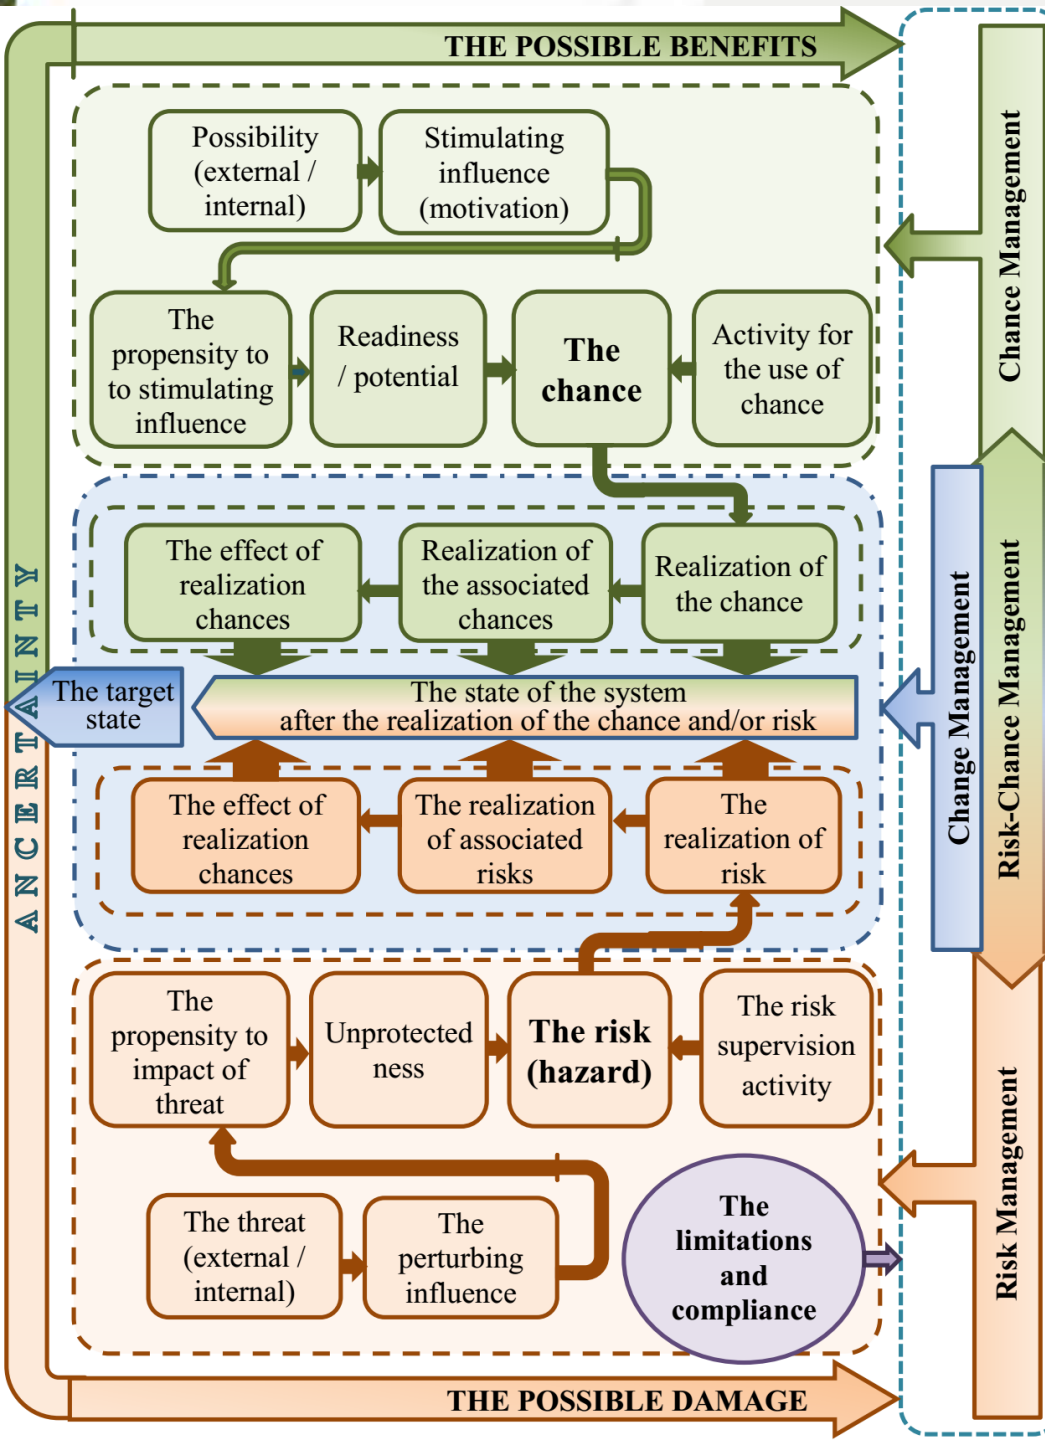 THE POSSIBLE BENEFITS
Possibility
(external /
internal)
Stimulating
influence
(motivation)
The
propensity to
to stimulating
influence
Readiness
/ potential
The
chance
Activity for
the use of
chance
Chance Management
The effect of
realization
chances
Realization of
the associated
chances
Realization of
the chance
ANCERTAINTY
The target
state
The state of the system
after the realization of the chance and/or risk
Change Management
Risk-Chance Management
The effect of
realization
chances
The realization
of associated
risks
The
realization of
risk
The
propensity to
impact of
threat
Unprotected
ness
The risk
(hazard)
The risk
supervision
activity
Risk Management
The threat
(external /
internal)
The
perturbing
influence
The
limitations
and
compliance
THE POSSIBLE DAMAGE